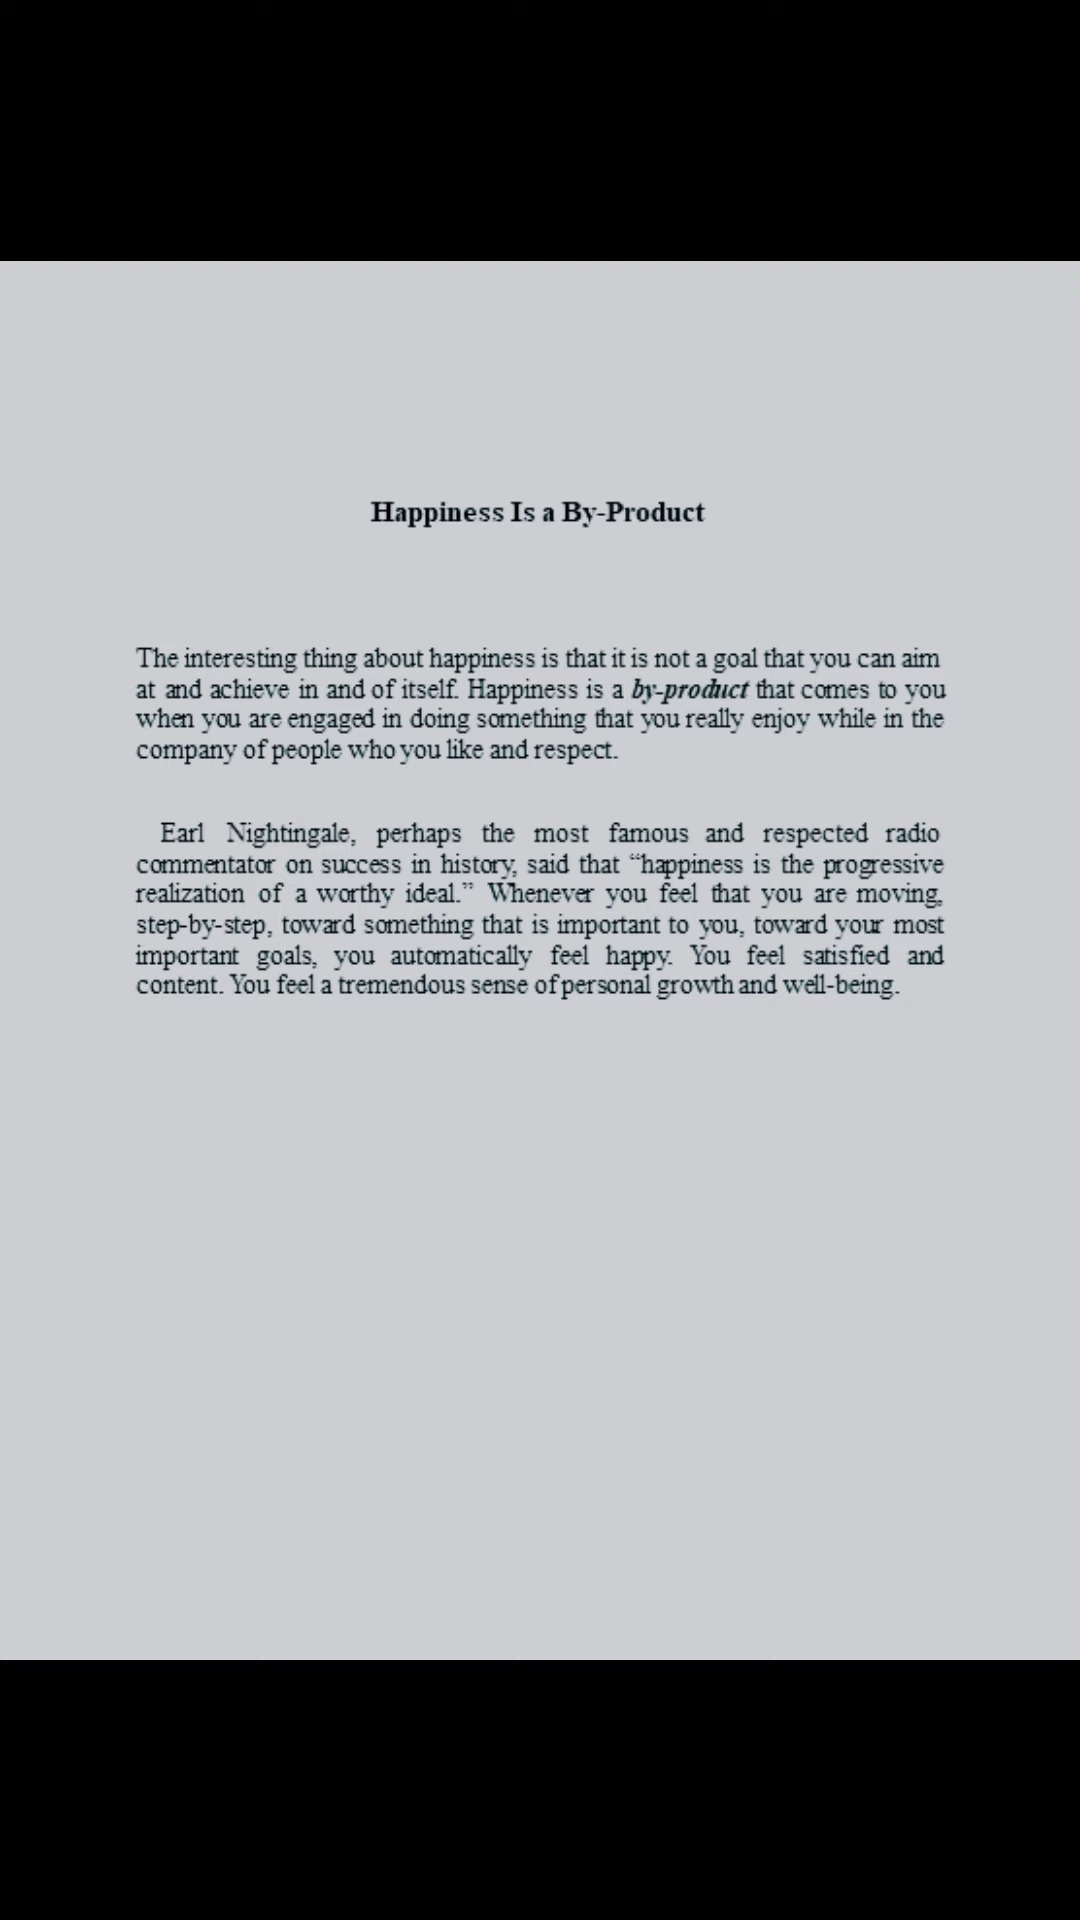 Happiness Is a By-Product
The interesting thing about happiness is that it is not a goal that you can aim
at and achieve in and of itself. Happiness is a by-product that comes to you
when you are engaged in doing something that you really enjoy while in the
company of people who you like and respect.
Earl Nightingale, perhaps the most famous and respected radio
commentator on success in history, said that “happiness is the progressive
realization of a worthy ideal.” Whenever you feel that you are moving,
step-by-step, toward something that is important to you, toward your most
important goals, you automatically feel happy. You feel satisfied and
content. You feel a tremendous sense of personal growth and well-being.